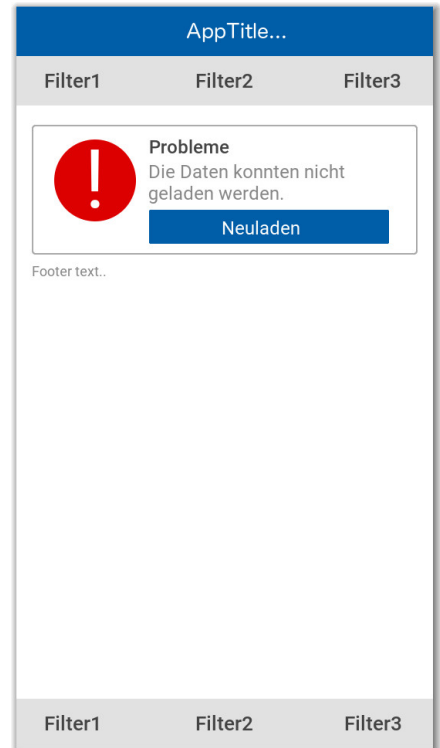 AppTitle...
Filter1 Filter2 Filter3
Probleme
Die Daten konnten nicht
geladen werden.
Neuladen
Footer text..
Filter1 Filter2 Filter3